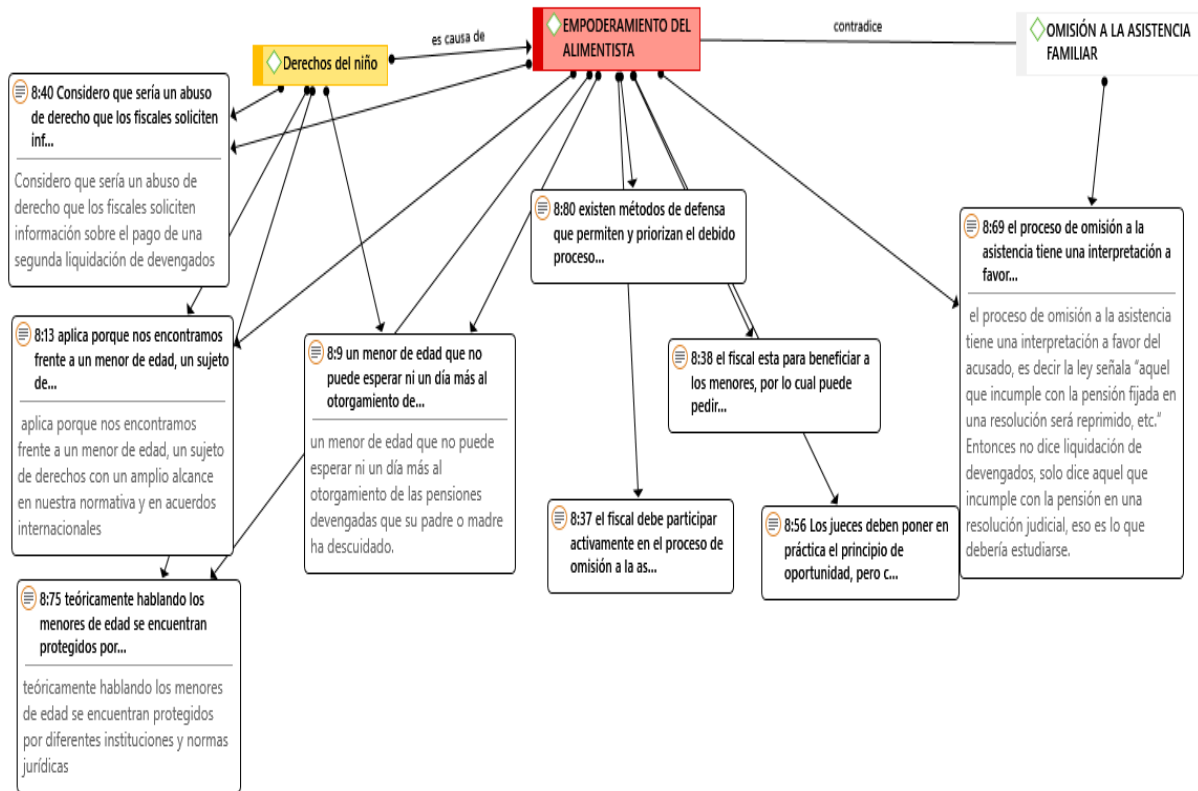 es causa de
Derechos del niño
EMPODERAMIENTO DEL
ALIMENTISTA
contradice
OMISIÓN A LA ASISTENCIA
FAMILIAR
8:40 Considero que sería un abuso
de derecho que los fiscales soliciten
inf...
Considero que sería un abuso de
derecho que los fiscales soliciten
información sobre el pago de una
segunda liquidación de devengados
8:13 aplica porque nos encontramos
frente a un menor de edad, un sujeto
de...
aplica porque nos encontramos
frente a un menor de edad, un sujeto
de derechos con un amplio alcance
en nuestra normativa y en acuerdos
internacionales
8:75 teóricamente hablando los
menores de edad se encuentran
protegidos por...
teóricamente hablando los menores
de edad se encuentran protegidos
por diferentes instituciones y normas
jurídicas
8:9 un menor de edad que no
puede esperar ni un día más al
otorgamiento de...
un menor de edad que no puede
esperar ni un día más al
otorgamiento de las pensiones
devengadas que su padre o madre
ha descuidado.
8:80 existen métodos de defensa
que permiten y priorizan el debido
proceso...
8:38 el fiscal esta para beneficiar a
los menores, por lo cual puede
pedir...
8:37 el fiscal debe participar
activamente en el proceso de
omisión a la as...
8:56 Los jueces deben poner en
práctica el principio de
oportunidad, pero c...
8:69 el proceso de omisión a la
asistencia tiene una interpretación a
favor...
el proceso de omisión a la asistencia
tiene una interpretación a favor del
acusado, es decir la ley señala “aquel
que incumple con la pensión fijada en
una resolución será reprimido, etc.”
Entonces no dice liquidación de
devengados, solo dice aquel que
incumple con la pensión en una
resolución judicial, eso es lo que
debería estudiarse.